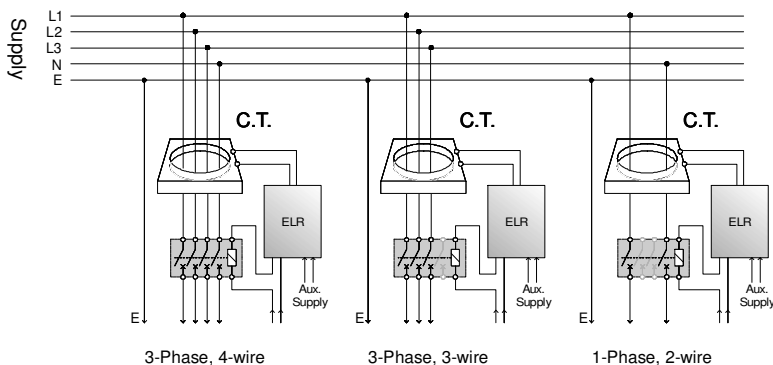 Supply
L1
L2
L3
N
E
C.T.
C.T.
C.T.
ELR
ELR
ELR
Aux.
Supply
Aux.
Supply
Aux.
Supply
E
E
E
3-Phase, 4-wire
3-Phase, 3-wire
1-Phase, 2-wire